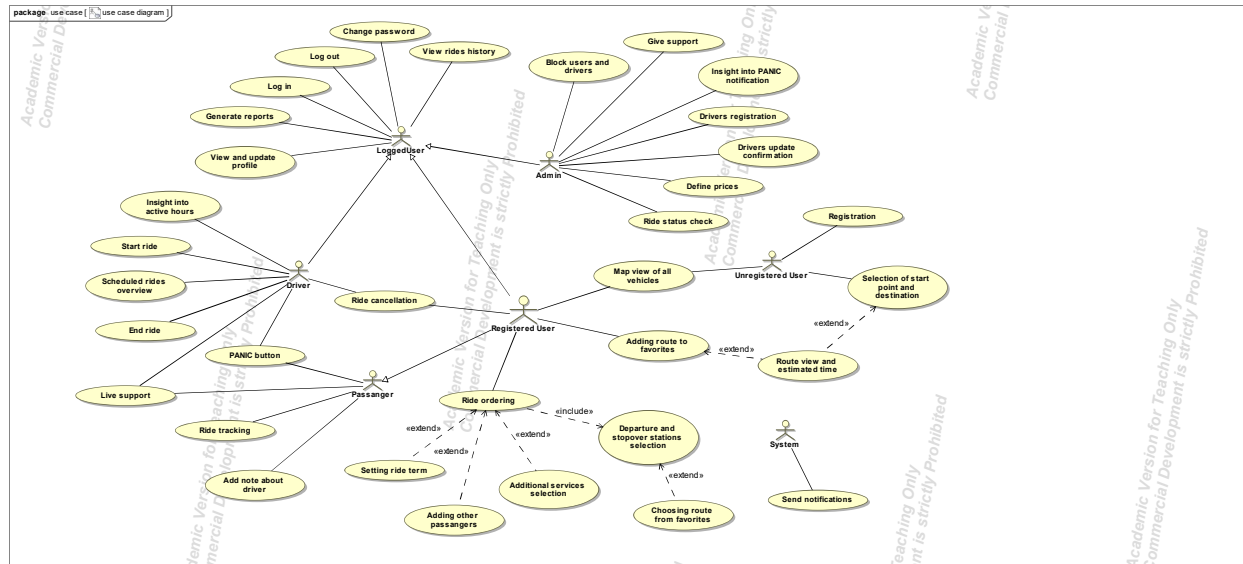 package use case [ use case diagram ]
Change password
Log out
View rides history
Log in
Generate reports
View and update
profile
LoggedUser
Block users and
drivers
Give support
Insight into PANIC
notification
Drivers registration
Drivers update
confirmation
Define prices
Ride status check
Admin
Insight into
active hours
Start ride
Scheduled rides
overview
End ride
Driver
Ride cancellation
PANIC button
Live support
Passanger
Ride tracking
Add note about
driver
Registered User
Map view of all
vehicles
Unregistered User
Registration
Selection of start
point and
destination
Adding route to
favorites
«extend»
«extend»
Route view and
estimated time
Ride ordering
«include»
«extend»
«extend»
«extend»
Departure and
stopover stations
selection
«extend»
Setting ride term
Additional services
selection
Adding other
passangers
Choosing route
from favorites
System
Send notifications
Academic Version for Teaching Only
Commercial Development is strictly Prohibited